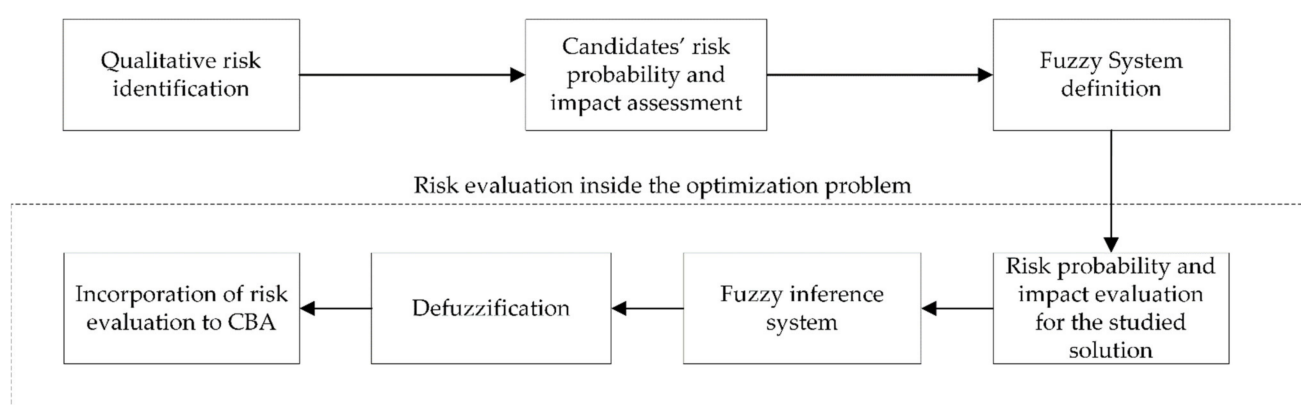 Qualitative risk
identification
Candidates’ risk
probability and
impact assessment
Fuzzy System
definition
Risk evaluation inside the optimization problem
Incorporation of risk
evaluation to CBA
Defuzzification
Fuzzy inference
system
Risk probability and
impact evaluation
for the studied
solution